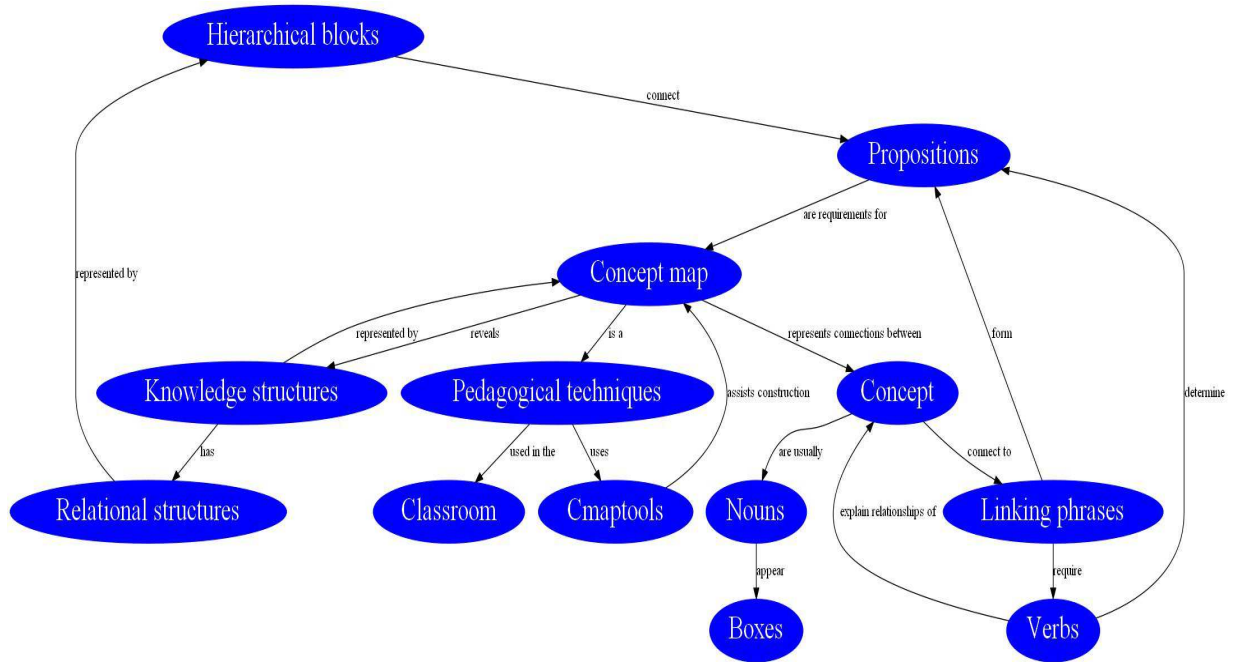 Hierarchical blocks
connect
Propositions
are requirements for
Concept map
represented by
represented by
reveals
is a
represents connections between
form
Knowledge structures
Pedagogical techniques
assists construction
Concept
determine
has
used in the
uses
are usually
connect to
Relational structures
Classroom
Cmaptools
Nouns
explain relationships of
Linking phrases
appear
require
Boxes
Verbs